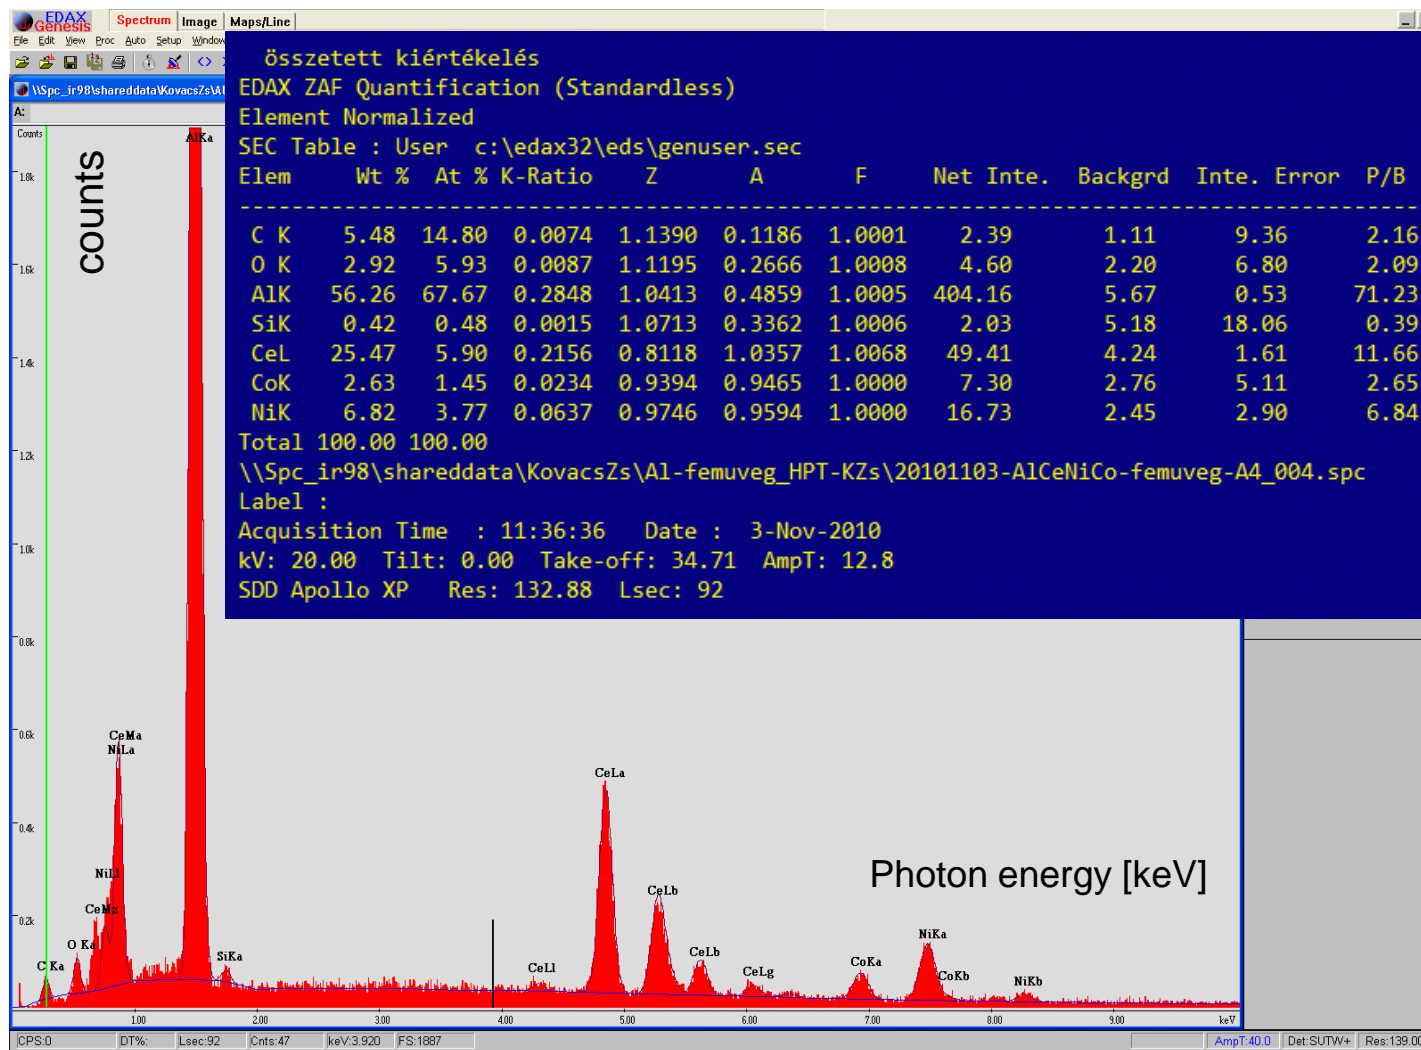 EDAX Genesis Spectrum Image Maps/Line
File Edit View Proc Auto Setup Window
\\Spc_ir98\shareddata\KovacsZs\Al
A:
összetett kiértékelés
EDAX ZAF Quantification (Standardless)
Element Normalized
SEC Table : User c:\edax32\eds\genuser.sec
Elem Wt % At % K-Ratio Z A F Net Inte. Backgrd Inte. Error P/B
C K 5.48 14.80 0.0074 1.1390 0.1186 1.0001 2.39 1.11 9.36 2.16
O K 2.92 5.93 0.0087 1.1195 0.2666 1.0008 4.60 2.20 6.80 2.09
AlK 56.26 67.67 0.2848 1.0413 0.4859 1.0005 404.16 5.67 0.53 71.23
SiK 0.42 0.48 0.0015 1.0713 0.3362 1.0006 2.03 5.18 18.06 0.39
CeL 25.47 5.90 0.2156 0.8118 1.0357 1.0068 49.41 4.24 1.61 11.66
CoK 2.63 1.45 0.0234 0.9394 0.9465 1.0000 7.30 2.76 5.11 2.65
NiK 6.82 3.77 0.0637 0.9746 0.9594 1.0000 16.73 2.45 2.90 6.84
Total 100.00 100.00
\\Spc_ir98\shareddata\KovacsZs\Al-femuveg_HPT-KZs\20101103-AlCeNiCo-femuveg-A4_004.spc
Label :
Acquisition Time : 11:36:36 Date : 3-Nov-2010
kV: 20.00 Tilt: 0.00 Take-off: 34.71 AmpT: 12.8
SDD Apollo XP Res: 132.88 Lsec: 92
Counts
counts
1.8k
1.6k
1.4k
1.2k
1.0k
0.8k
0.6k
0.4k
0.2k
AlKa
CeMa
NiLa
NiLl
CeMz
O Ka
C Ka
SiKa
CeLl
CeLa
CeLb
CeLb
CeLg
CoKa
NiKa
CoKb
NiKb
Photon energy [keV]
1.00 2.00 3.00 4.00 5.00 6.00 7.00 8.00 9.00 keV
CPS:0 DT%: Lsec:92 Cnts:47 keV:3.920 FS:1887 AmpT:40.0 Det:SUTW+ Res:139.00